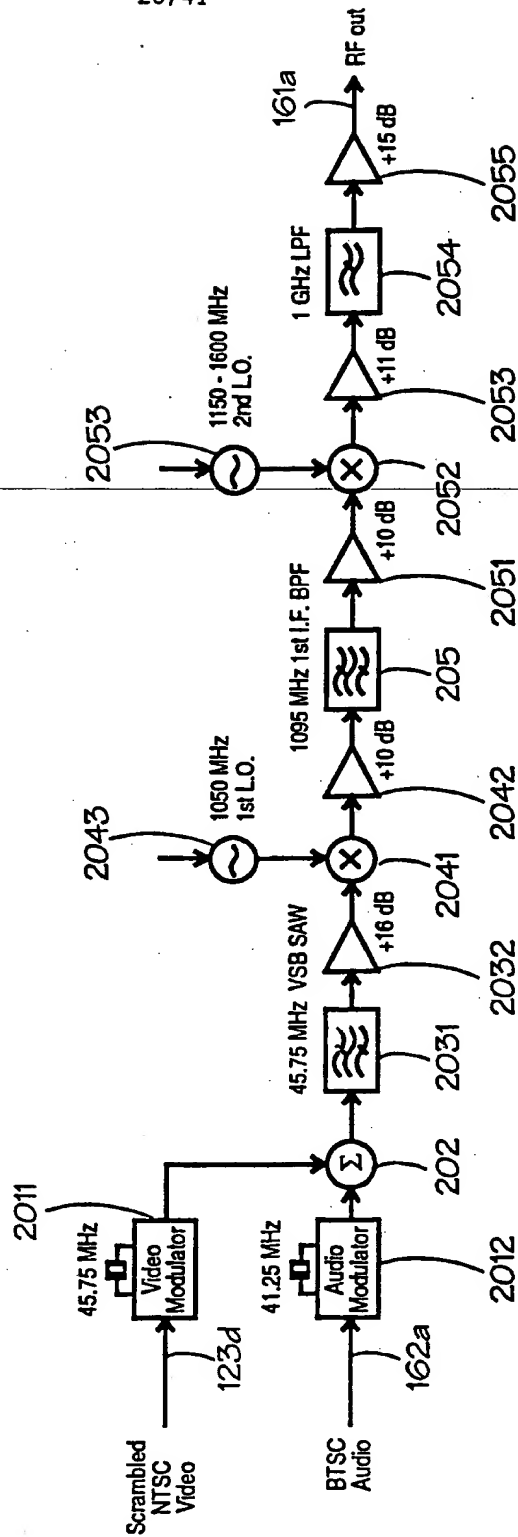 20/41
Scrambled
NTSC
Video
123d
45.75 MHz
Video
Modulator
2011
BTSC
Audio
162a
41.25 MHz
Audio
Modulator
2012
Σ
202
45.75 MHz VSB SAW
2031
+16 dB
2032
2043
1050 MHz
1st L.O.
2041
+10 dB
2042
1095 MHz 1st I.F. BPF
205
+10 dB
2051
2053
1150 - 1600 MHz
2nd L.O.
2052
+11 dB
2053
1 GHz LPF
2054
+15 dB
2055
161a
RF out